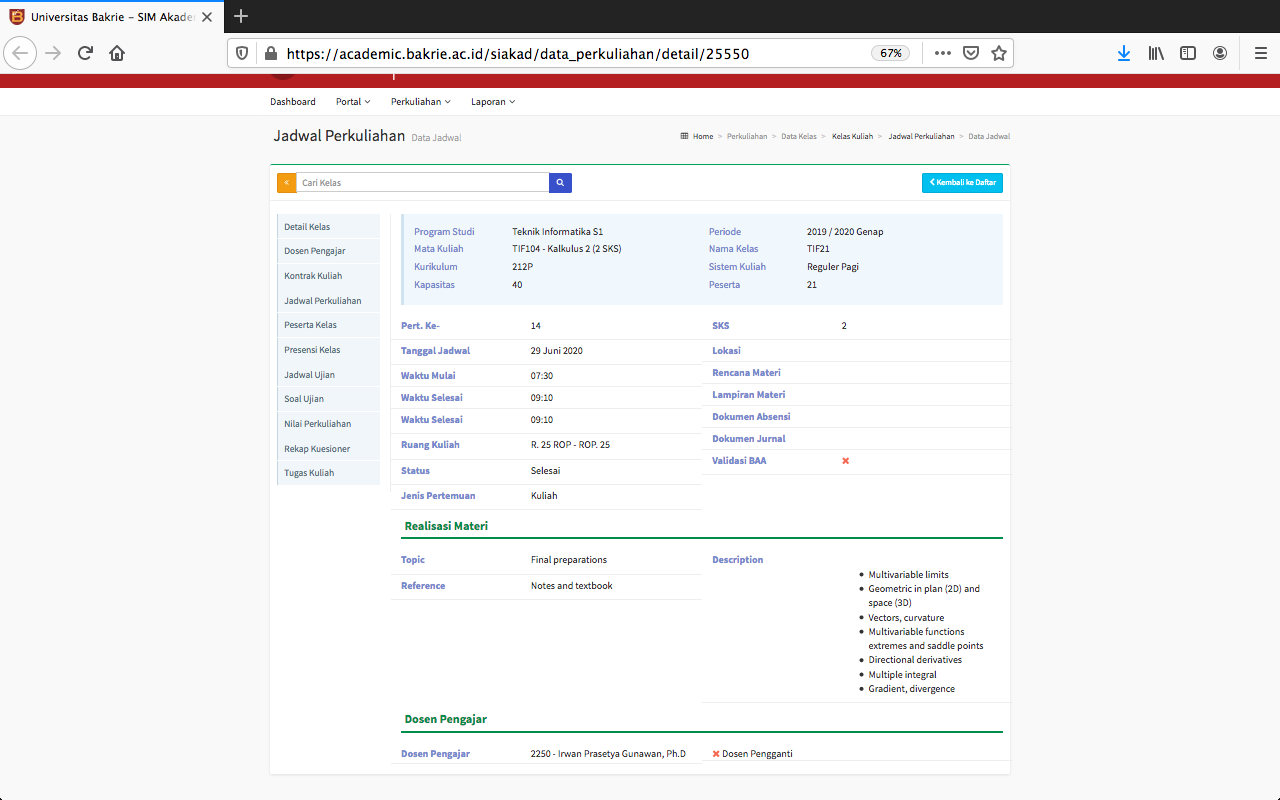 Universitas Bakrie – SIM Akade
https://academic.bakrie.ac.id/siakad/data_perkuliahan/detail/25550
67%
Dashboard Portal Perkuliahan Laporan
Jadwal Perkuliahan Data Jadwal
Home > Perkuliahan > Data Kelas > Kelas Kuliah > Jadwal Perkuliahan > Data Jadwal
« Cari Kelas
Kembali ke Daftar
Detail Kelas
Dosen Pengajar
Kontrak Kuliah
Jadwal Perkuliahan
Peserta Kelas
Presensi Kelas
Jadwal Ujian
Soal Ujian
Nilai Perkuliahan
Rekap Kuesioner
Tugas Kuliah
Program Studi Teknik Informatika S1 Periode 2019 / 2020 Genap
Mata Kuliah TIF104 - Kalkulus 2 (2 SKS) Nama Kelas TIF21
Kurikulum 212P Sistem Kuliah Reguler Pagi
Kapasitas 40 Peserta 21
Pert. Ke- 14 SKS 2
Tanggal Jadwal 29 Juni 2020 Lokasi
Waktu Mulai 07:30 Rencana Materi
Waktu Selesai 09:10 Lampiran Materi
Waktu Selesai 09:10 Dokumen Absensi
Ruang Kuliah R. 25 ROP - ROP. 25 Dokumen Jurnal
Status Selesai Validasi BAA
Jenis Pertemuan Kuliah
Realisasi Materi
Topic Final preparations
Reference Notes and textbook
Description
• Multivariable limits
• Geometric in plan (2D) and
space (3D)
• Vectors, curvature
• Multivariable functions
extremes and saddle points
• Directional derivatives
• Multiple integral
• Gradient, divergence
Dosen Pengajar
Dosen Pengajar 2250 - Irwan Prasetya Gunawan, Ph.D Dosen Pengganti